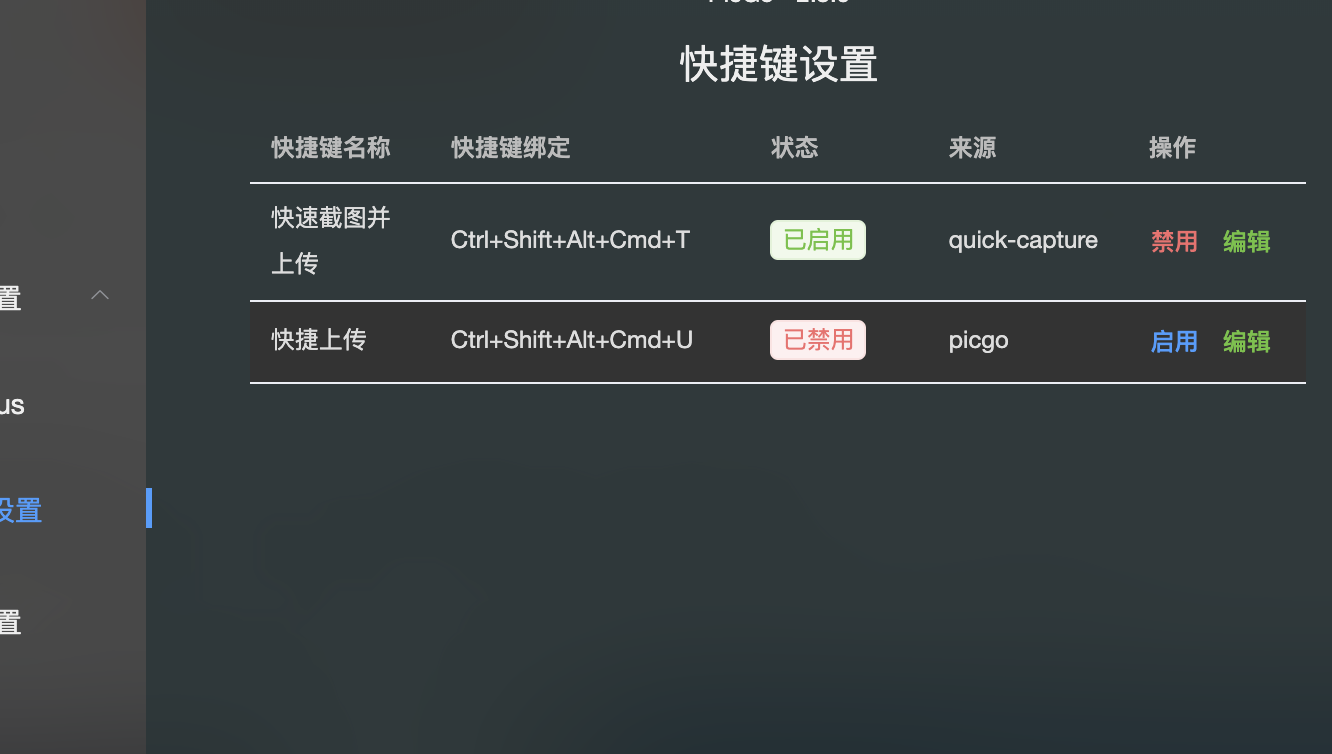 快捷键设置
快捷键名称 快捷键绑定 状态 来源 操作
快速截图并
上传
Ctrl+Shift+Alt+Cmd+T 已启用 quick-capture 禁用 编辑
快捷上传 Ctrl+Shift+Alt+Cmd+U 已禁用 picgo 启用 编辑
置
us
设置
置